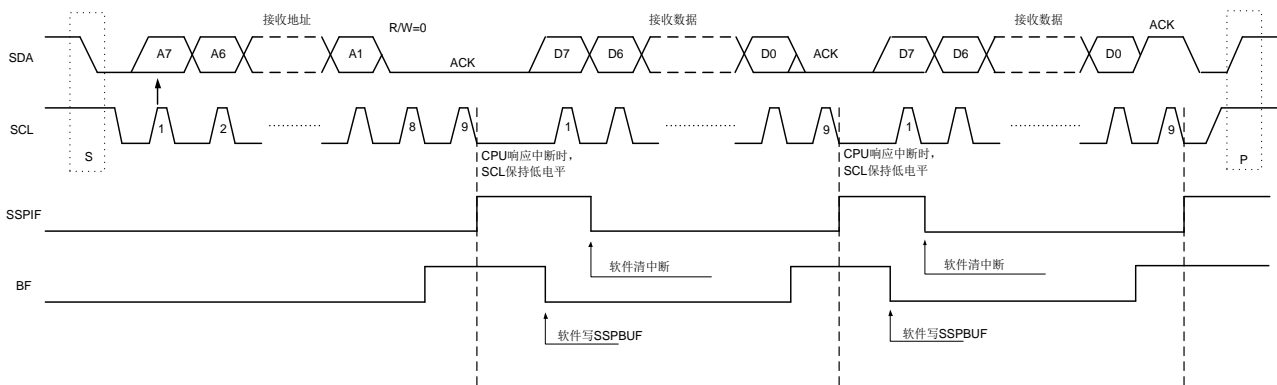 接收地址
R/W=0
接收数据
接收数据
ACK
SDA
A7
A6
A1
ACK
D7
D6
D0
ACK
D7
D6
D0
SCL
1
2
8
9
1
9
1
9
S
P
CPU响应中断时，
SCL保持低电平
CPU响应中断时，
SCL保持低电平
SSPIF
软件清中断
软件清中断
BF
软件写SSPBUF
软件写SSPBUF